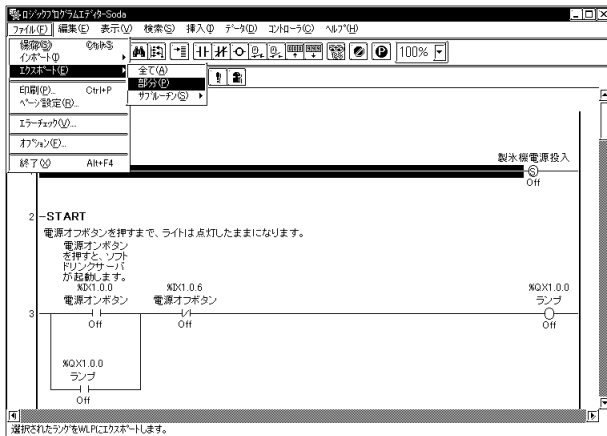 ロジックプログラムエディタ-Soda
ファイル(F) 編集(E) 表示(V) 検索(S) 挿入(I) データ(D) コントローラ(C) ヘルプ(H)
保存(S) Ctrl+S
インポート(I)
エクスポート(E)
印刷(P)... Ctrl+P
ページ設定(R)...
エラーチェック(V)...
オプション(F)...
終了(X) Alt+F4
全て(A)
部分(P)
サブルーチン(S)
100%
製氷機電源投入
S
Off
1
2 -START
電源オフボタンを押すまで、ライトは点灯したままになります。
電源オンボタン
を押すと、ソフト
ドリンクサーバ
が起動します。
%IX1.0.0 %IX1.0.6 %QX1.0.0
電源オンボタン 電源オフボタン ランプ
3
Off Off Off
%QX1.0.0
ランプ
Off
選択されたラングをWLPにエクスポートします。